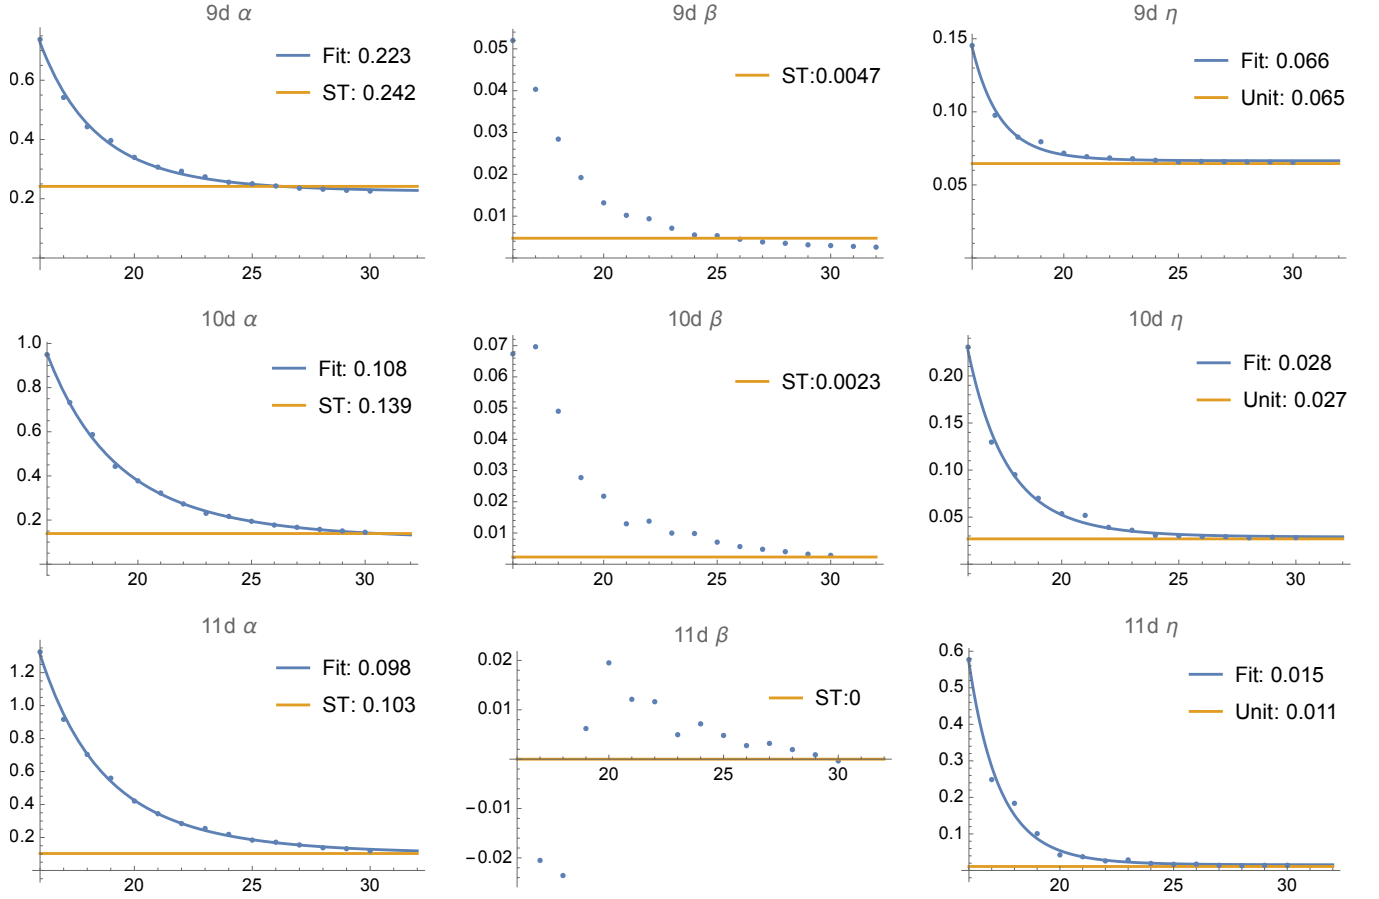 9d α
Fit: 0.223
ST: 0.242
0.6
0.4
0.2
20
25
30
9d β
ST:0.0047
0.05
0.04
0.03
0.02
0.01
20
25
30
9d η
Fit: 0.066
Unit: 0.065
0.15
0.10
0.05
20
25
30
10d α
Fit: 0.108
ST: 0.139
1.0
0.8
0.6
0.4
0.2
20
25
30
10d β
ST:0.0023
0.07
0.06
0.05
0.04
0.03
0.02
0.01
20
25
30
10d η
Fit: 0.028
Unit: 0.027
0.20
0.15
0.10
0.05
20
25
30
11d α
Fit: 0.098
ST: 0.103
1.2
1.0
0.8
0.6
0.4
0.2
20
25
30
11d β
ST:0
0.02
0.01
−0.01
−0.02
20
25
30
11d η
Fit: 0.015
Unit: 0.011
0.6
0.5
0.4
0.3
0.2
0.1
20
25
30